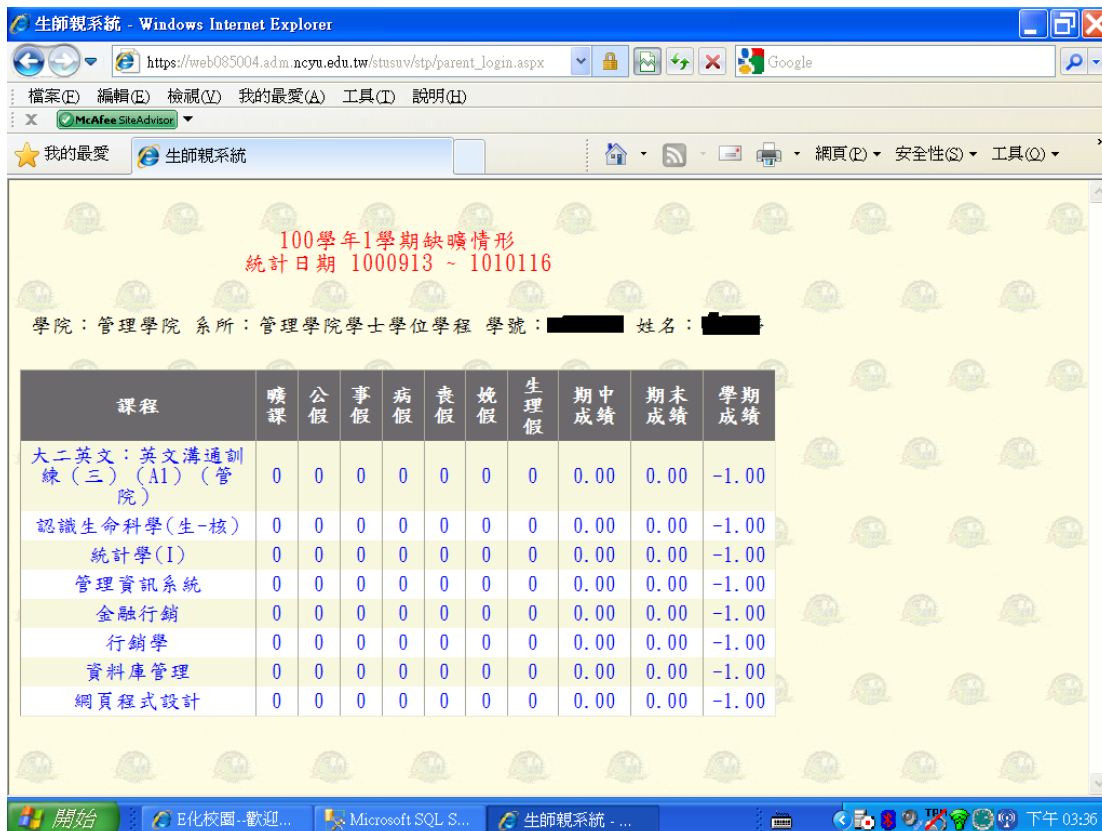 生師親系統 - Windows Internet Explorer
https://web085004.adm.ncyu.edu.tw/stusuv/stp/parent_login.aspx
Google
檔案(F) 編輯(E) 檢視(V) 我的最愛(A) 工具(T) 說明(H)
X McAfee SiteAdvisor
我的最愛 生師親系統 網頁(P) 安全性(S) 工具(O)
100學年1學期缺曠情形
統計日期 1000913 ~ 1010116
學院：管理學院 系所：管理學院學士學位學程 學號： 姓名：
課程 曠課 公假 事假 病假 喪假 娩假 生理假 期中成績 期末成績 學期成績
大二英文：英文溝通訓練（三）（A1）（管院） 0 0 0 0 0 0 0 0.00 0.00 -1.00
認識生命科學(生-核) 0 0 0 0 0 0 0 0.00 0.00 -1.00
統計學(I) 0 0 0 0 0 0 0 0.00 0.00 -1.00
管理資訊系統 0 0 0 0 0 0 0 0.00 0.00 -1.00
金融行銷 0 0 0 0 0 0 0 0.00 0.00 -1.00
行銷學 0 0 0 0 0 0 0 0.00 0.00 -1.00
資料庫管理 0 0 0 0 0 0 0 0.00 0.00 -1.00
網頁程式設計 0 0 0 0 0 0 0 0.00 0.00 -1.00
開始 E化校園--歡迎... Microsoft SQL S... 生師親系統 - ... 下午 03:36